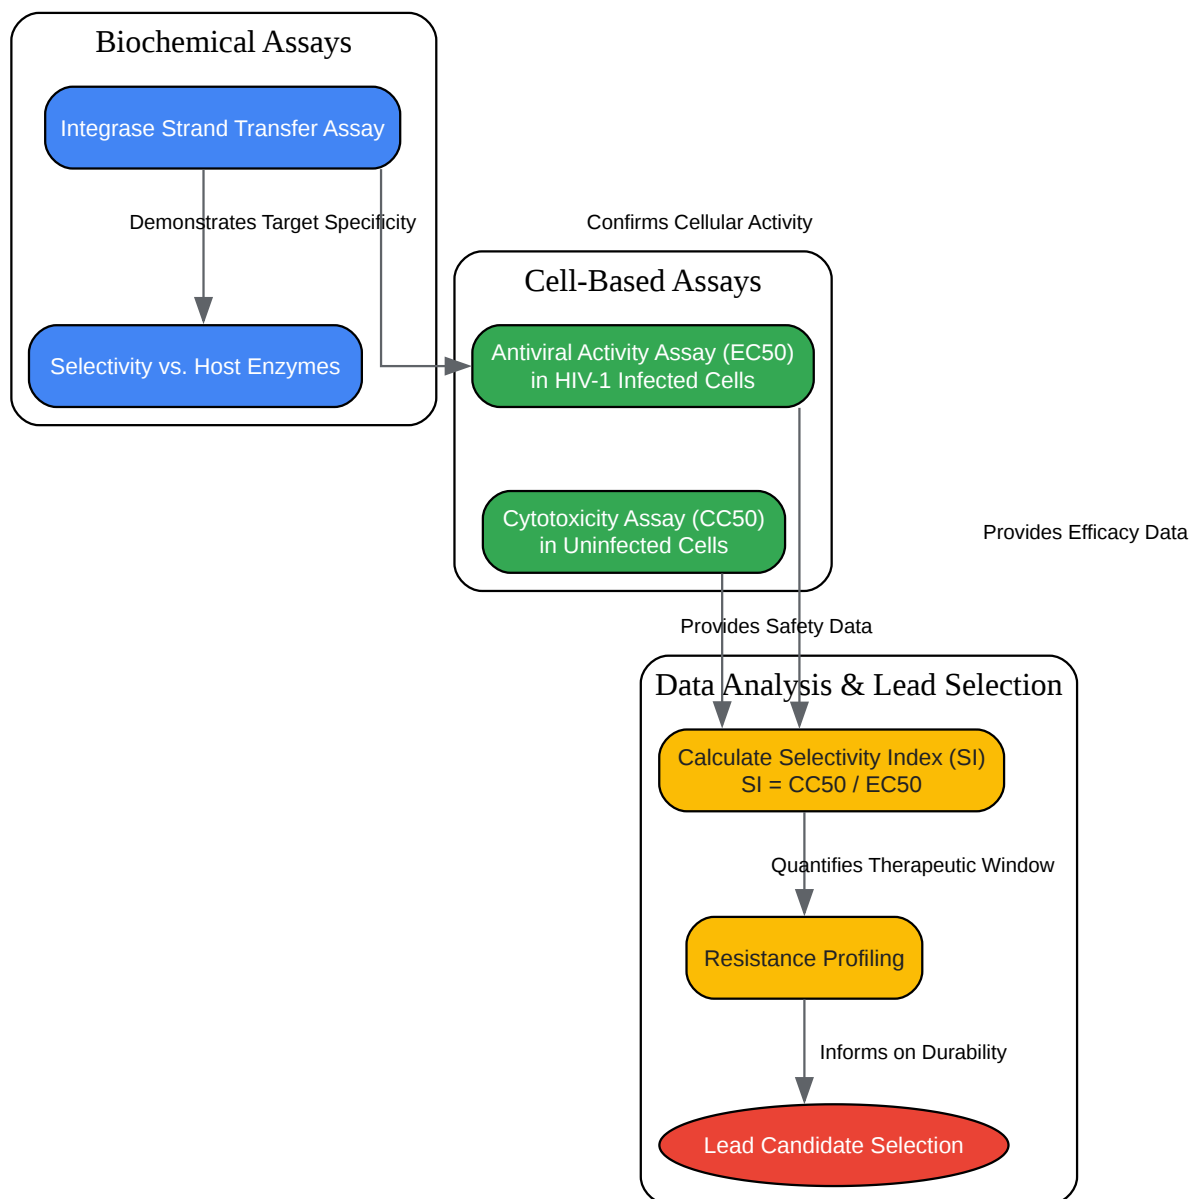 Biochemical Assays
Integrase Strand Transfer Assay
Demonstrates Target Specificity
Confirms Cellular Activity
Selectivity vs. Host Enzymes
Cell-Based Assays
Antiviral Activity Assay (EC50)
in HIV-1 Infected Cells
Cytotoxicity Assay (CC50)
in Uninfected Cells
Provides Efficacy Data
Provides Safety Data
Data Analysis & Lead Selection
Calculate Selectivity Index (SI)
SI = CC50 / EC50
Quantifies Therapeutic Window
Resistance Profiling
Informs on Durability
Lead Candidate Selection